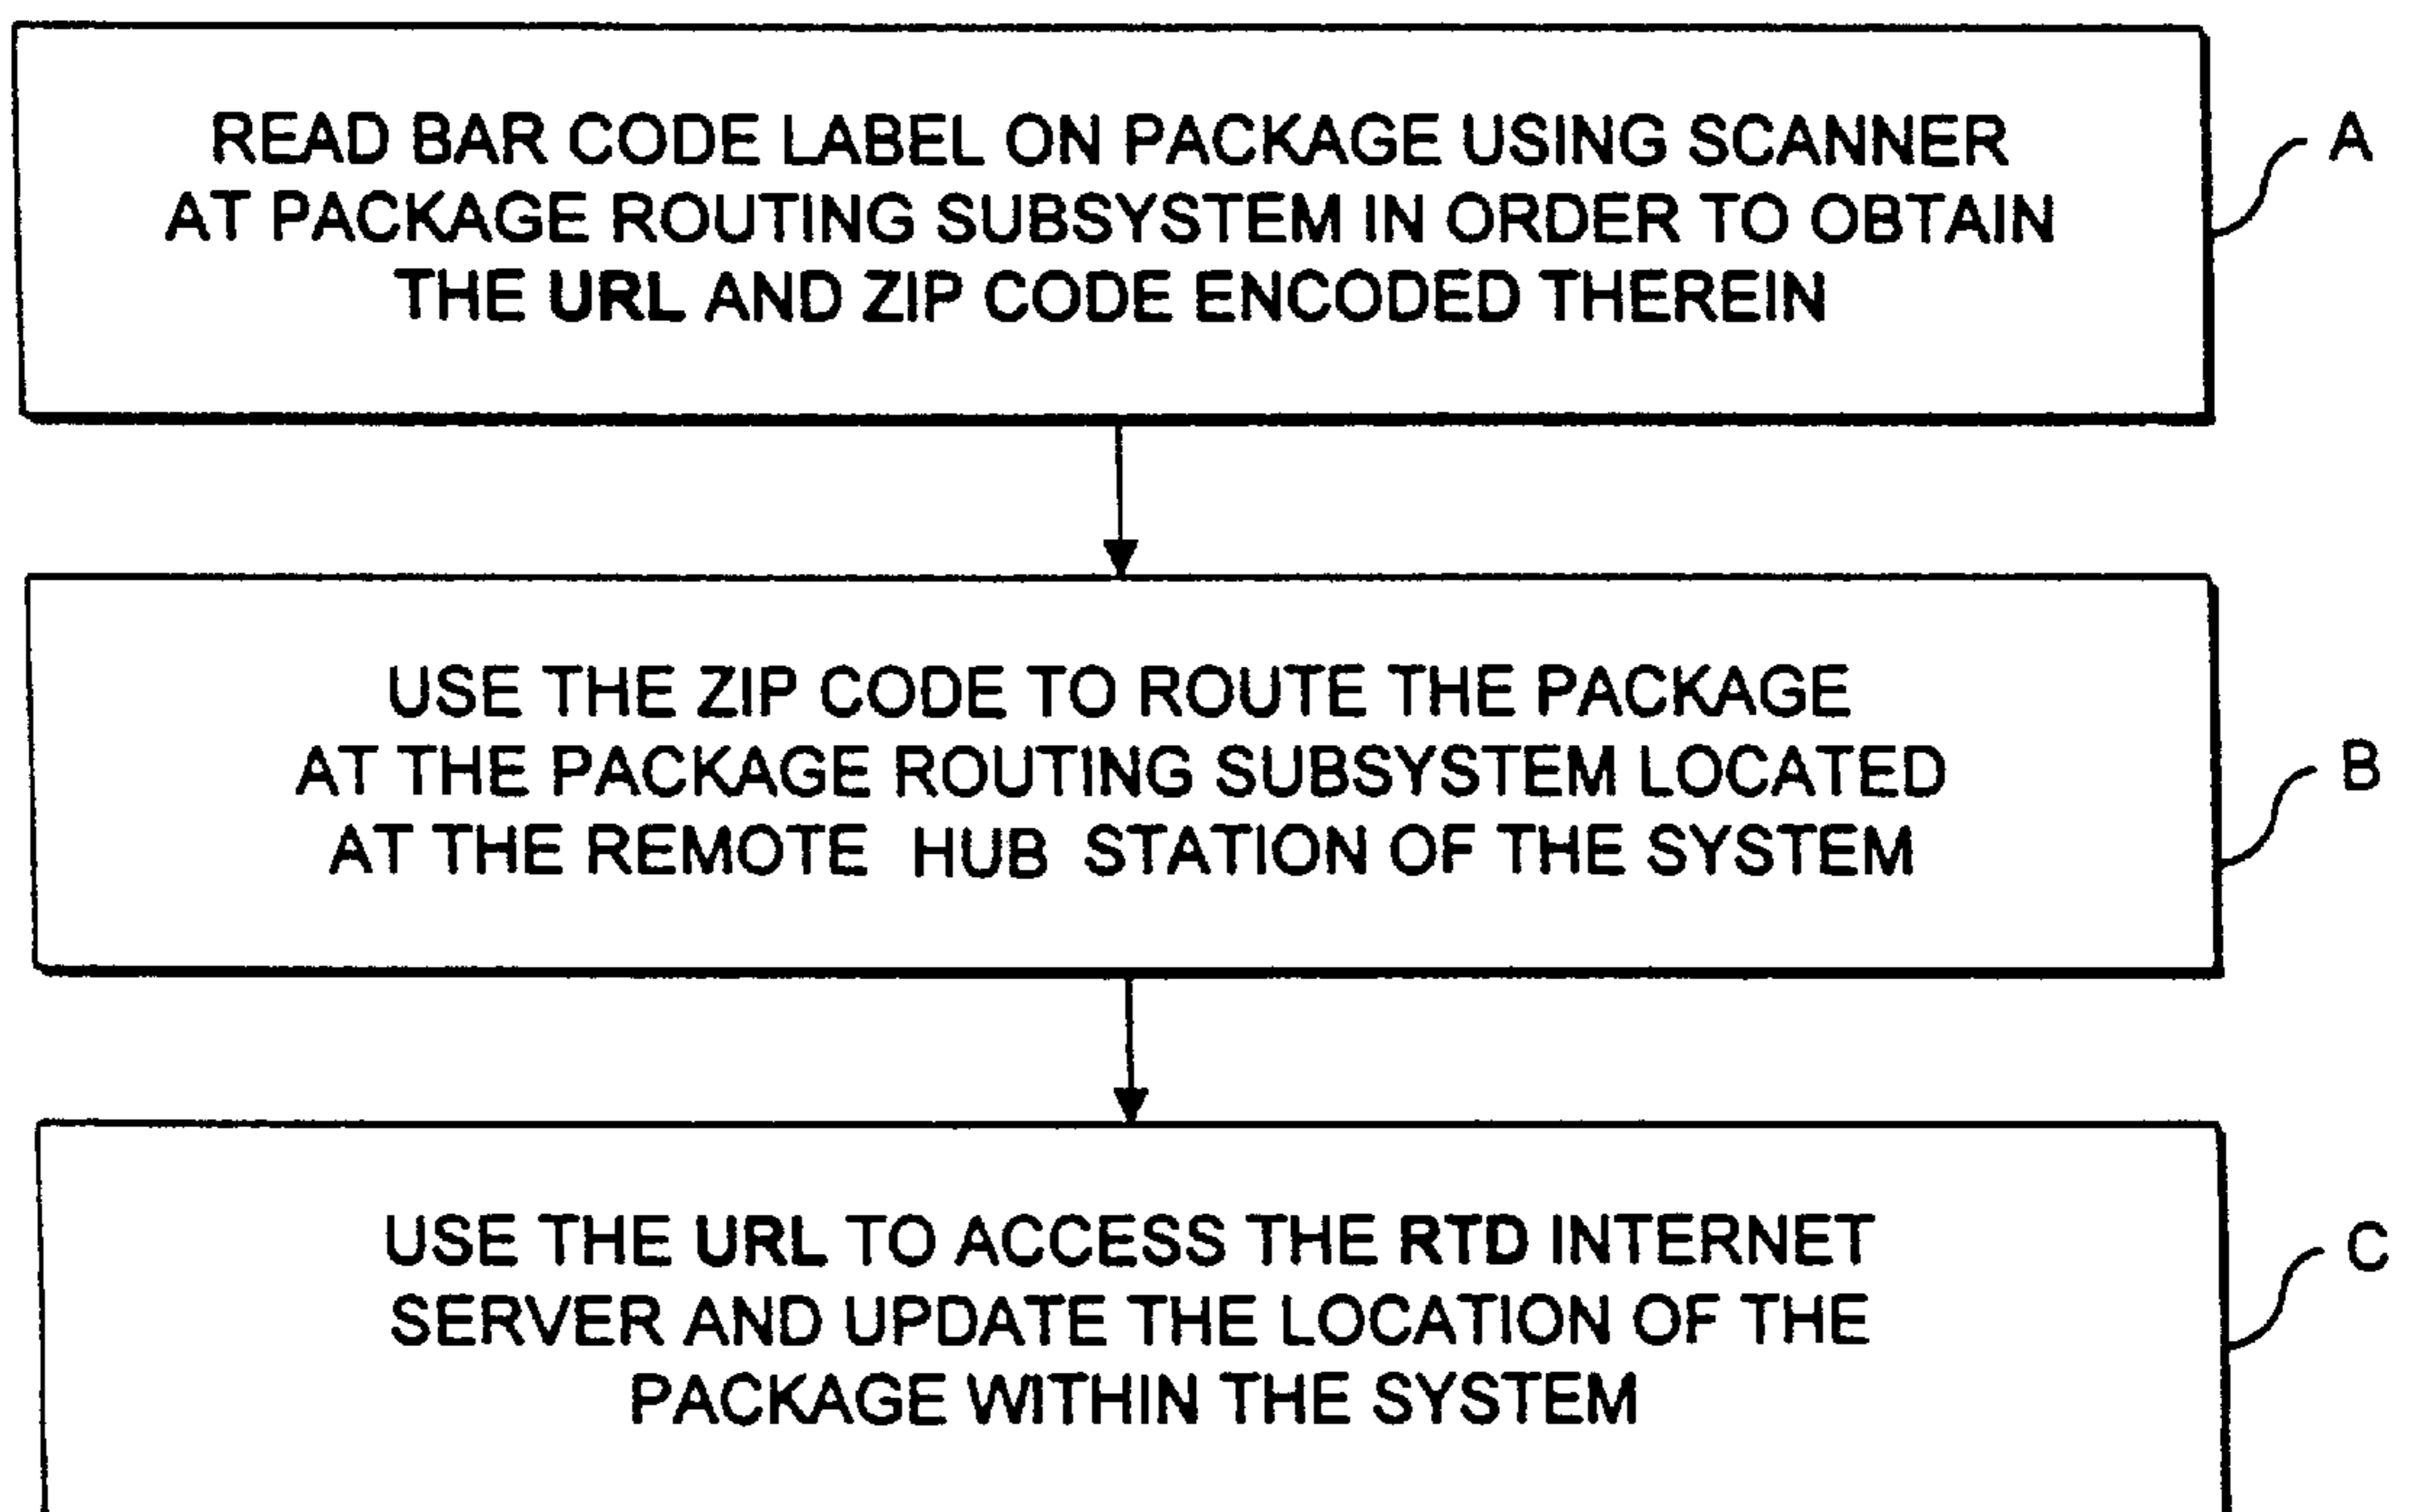 READ BAR CODE LABEL ON PACKAGE USING SCANNER
AT PACKAGE ROUTING SUBSYSTEM IN ORDER TO OBTAIN
THE URL AND ZIP CODE ENCODED THEREIN
A
USE THE ZIP CODE TO ROUTE THE PACKAGE
AT THE PACKAGE ROUTING SUBSYSTEM LOCATED
AT THE REMOTE HUB STATION OF THE SYSTEM
B
USE THE URL TO ACCESS THE RTD INTERNET
SERVER AND UPDATE THE LOCATION OF THE
PACKAGE WITHIN THE SYSTEM
C